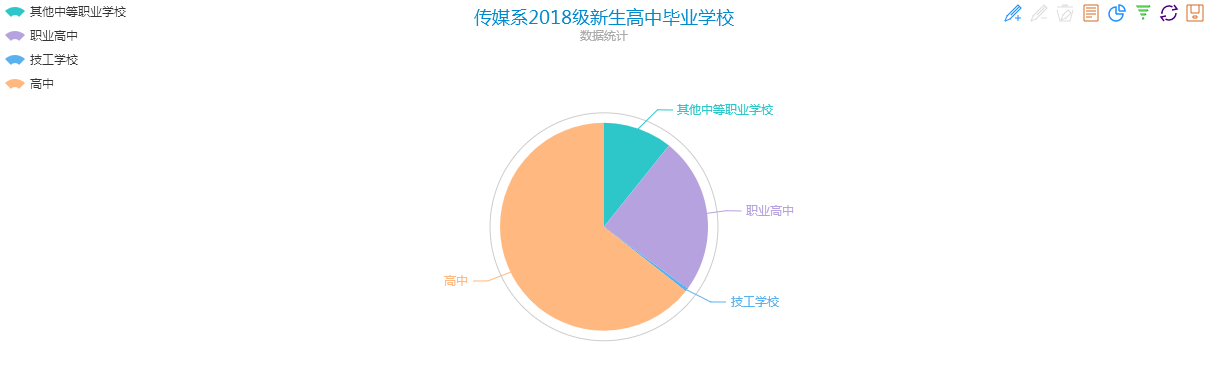 其他中等职业学校
职业高中
技工学校
高中
传媒系2018级新生高中毕业学校
数据统计
其他中等职业学校
职业高中
高中
技工学校